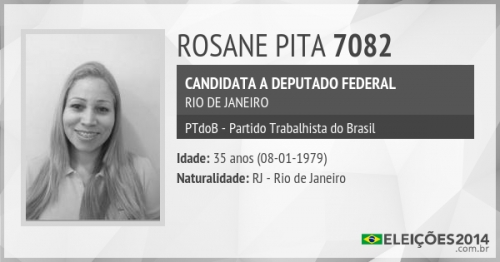 ROSANE PITA 7082
CANDIDATA A DEPUTADO FEDERAL
RIO DE JANEIRO
PTdoB - Partido Trabalhista do Brasil
Idade: 35 anos (08-01-1979)
Naturalidade: RJ - Rio de Janeiro
ELEIÇÕES2014
.com.br